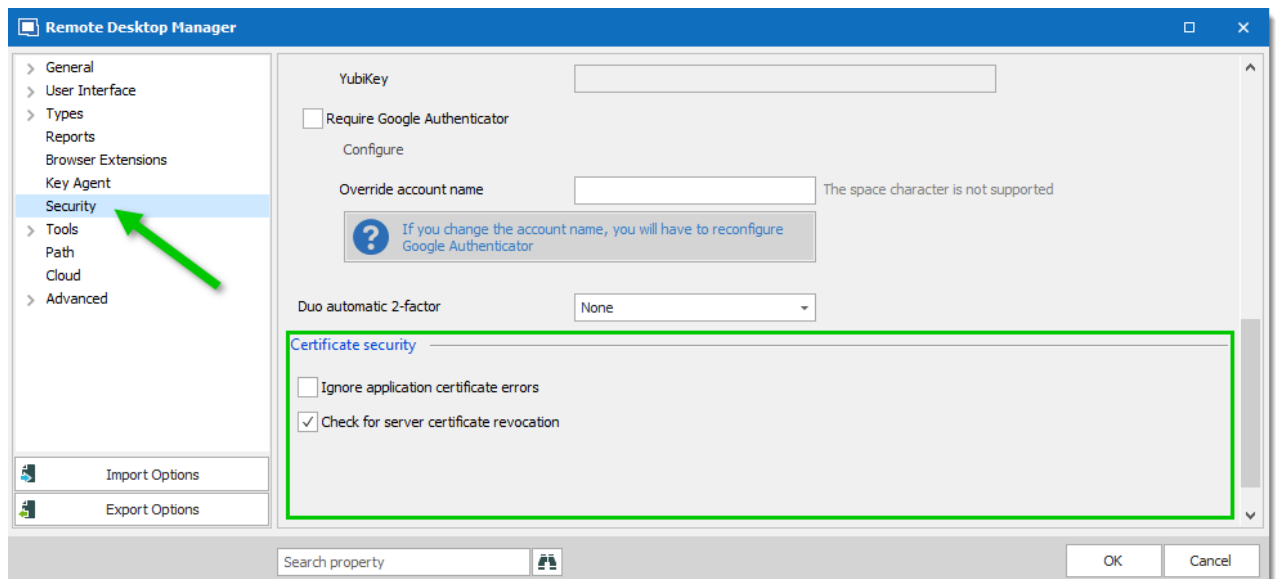 Remote Desktop Manager
General
User Interface
Types
Reports
Browser Extensions
Key Agent
Security
Tools
Path
Cloud
Advanced
Import Options
Export Options
YubiKey
Require Google Authenticator
Configure
Override account name
The space character is not supported
If you change the account name, you will have to reconfigure
Google Authenticator
Duo automatic 2-factor
None
Certificate security
Ignore application certificate errors
Check for server certificate revocation
Search property
OK
Cancel